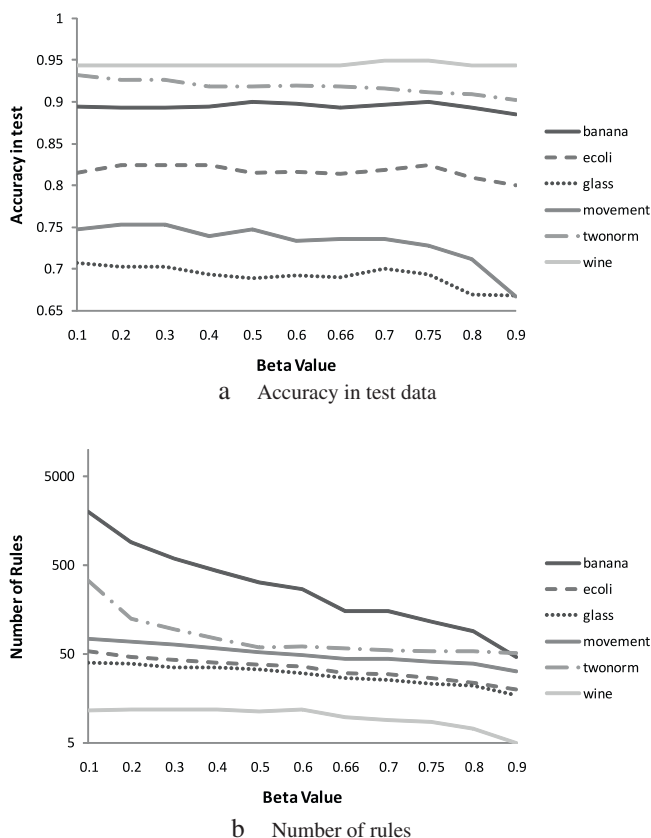 1
0.95
0.9
0.85
0.8
0.75
0.7
0.65
Accuracy in test
0.1 0.2 0.3 0.4 0.5 0.6 0.66 0.7 0.75 0.8 0.9
Beta Value
banana
ecoli
glass
movement
twonorm
wine
a Accuracy in test data
5000
500
50
5
Number of Rules
0.1 0.2 0.3 0.4 0.5 0.6 0.66 0.7 0.75 0.8 0.9
Beta Value
banana
ecoli
glass
movement
twonorm
wine
b Number of rules